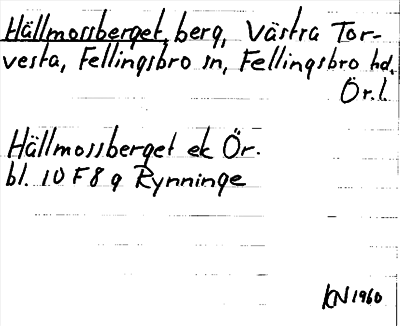 Hällmossberget, berg, Västra Tor-
vesta, Fellingsbro sn, Fellingsbro hd.
Ör. l.
Hällmossberget ek Ör.
bl. 10 F 8 g Rynninge
KN 1960